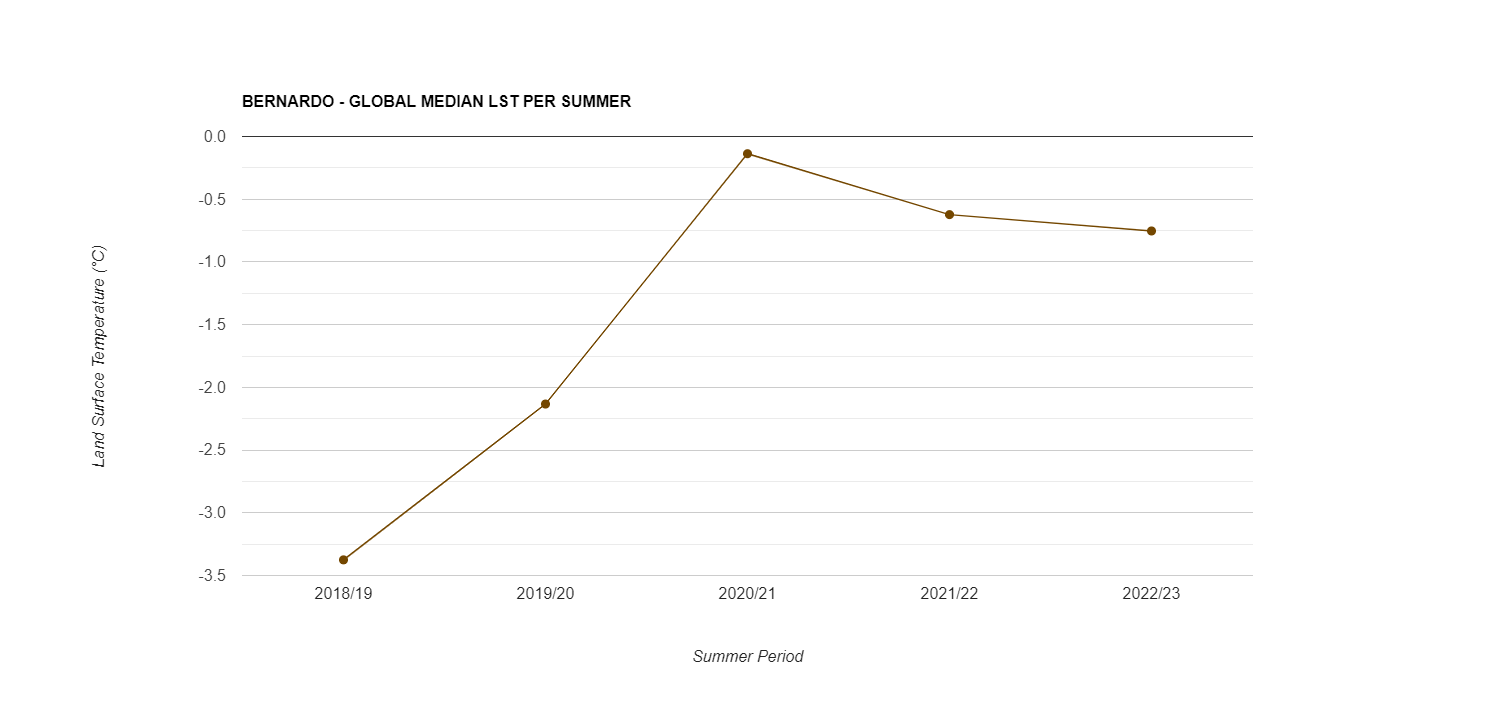 BERNARDO - GLOBAL MEDIAN LST PER SUMMER
0.0
-0.5
-1.0
-1.5
-2.0
-2.5
-3.0
-3.5
Land Surface Temperature (°C)
2018/19 2019/20 2020/21 2021/22 2022/23
Summer Period